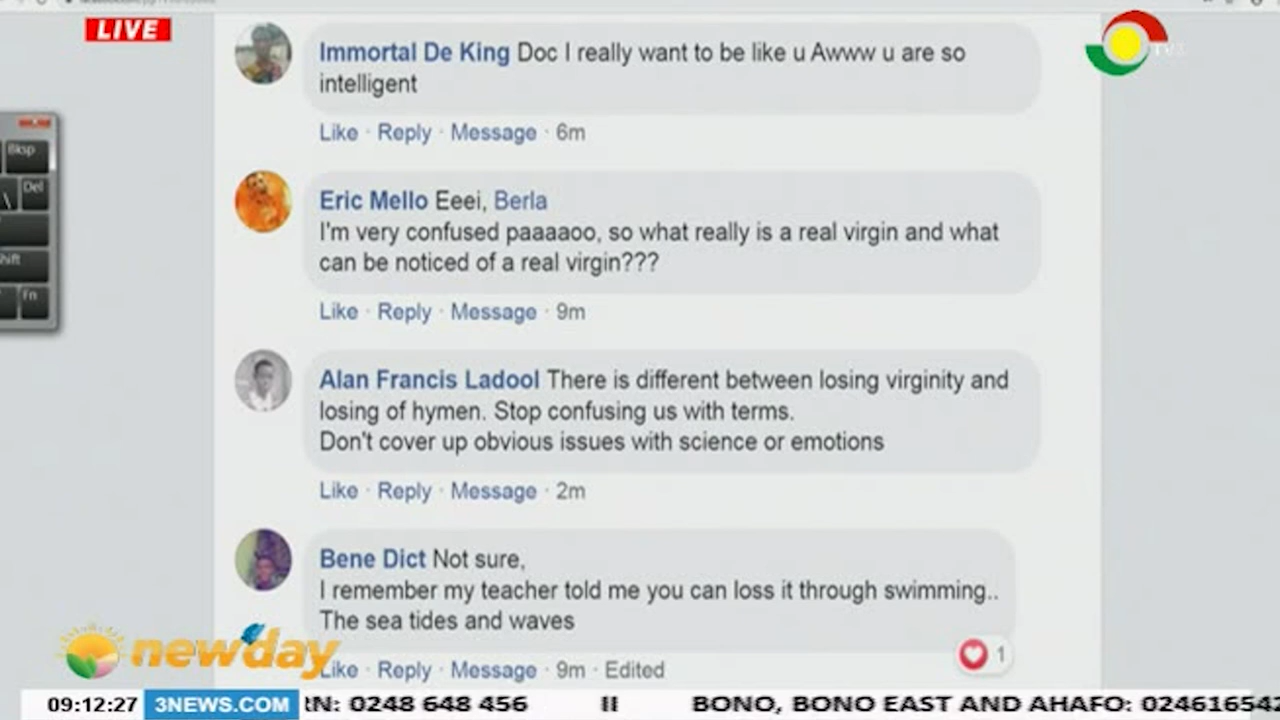 LIVE
Immortal De King Doc I really want to be like u Awww u are so
intelligent
Like · Reply · Message · 6m
Bksp
Eric Mello Eeei, Berla
I'm very confused paaaaoo, so what really is a real virgin and what
can be noticed of a real virgin???
Del
\
Like · Reply · Message · 9m
Fn
Alan Francis Ladool There is different between losing virginity and
losing of hymen. Stop confusing us with terms.
Don't cover up obvious issues with science or emotions
Like · Reply · Message · 2m
Bene Dict Not sure,
I remember my teacher told me you can loss it through swimming..
The sea tides and waves
newday
Like · Reply · Message · 9m · Edited
1
09:12:27 3NEWS.COM RN: 0248 648 456 II BONO, BONO EAST AND AHAFO: 024616542